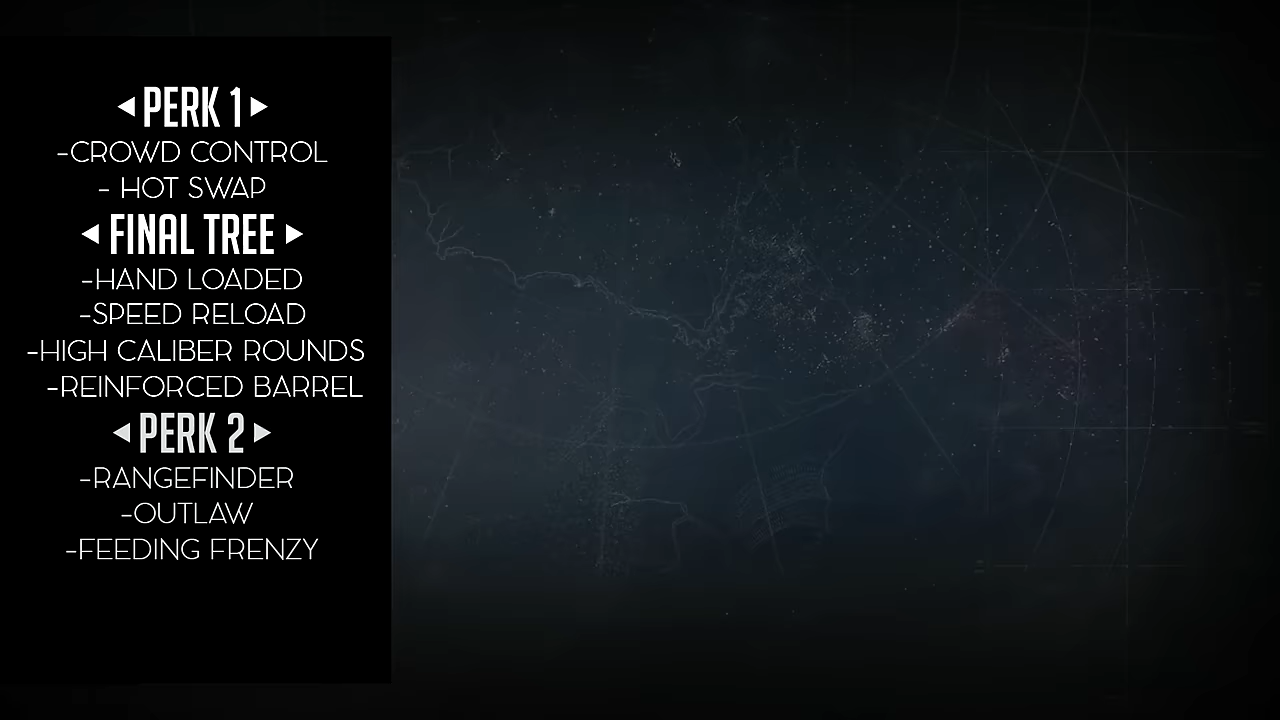 PERK 1
-CROWD CONTROL
- HOT SWAP
FINAL TREE
-HAND LOADED
-SPEED RELOAD
-HIGH CALIBER ROUNDS
-REINFORCED BARREL
PERK 2
-RANGEFINDER
-OUTLAW
-FEEDING FRENZY